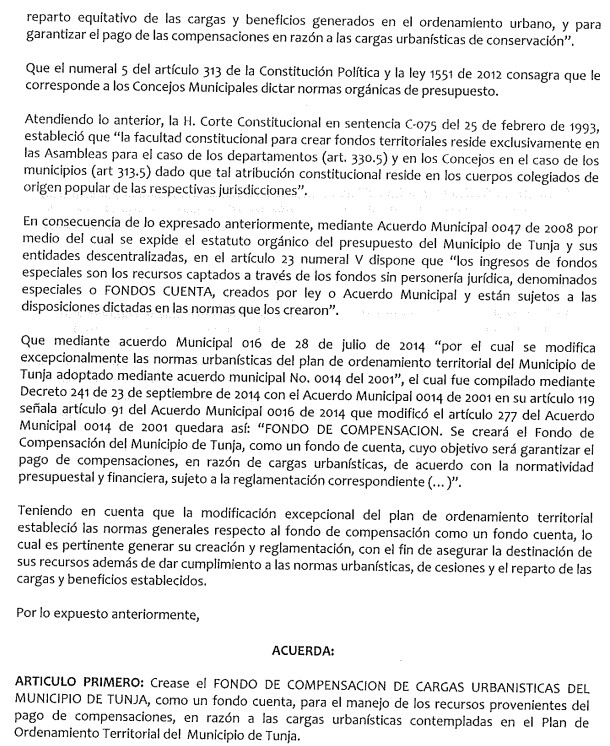 reparto equitativo de las cargas y beneficios generados en el ordenamiento urbano, y para
garantizar el pago de las compensaciones en razón a las cargas urbanísticas de conservación”.
Que el numeral 5 del artículo 313 de la Constitución Política y la ley 1551 de 2012 consagra que le
corresponde a los Concejos Municipales dictar normas orgánicas de presupuesto.
Atendiendo lo anterior, la H. Corte Constitucional en sentencia C-075 del 25 de febrero de 1993,
estableció que “la facultad constitucional para crear fondos territoriales reside exclusivamente en
las Asambleas para el caso de los departamentos (art. 330.5) y en los Concejos en el caso de los
municipios (art 313.5) dado que tal atribución constitucional reside en los cuerpos colegiados de
origen popular de las respectivas jurisdicciones”.
En consecuencia de lo expresado anteriormente, mediante Acuerdo Municipal 0047 de 2008 por
medio del cual se expide el estatuto orgánico del presupuesto del Municipio de Tunja y sus
entidades descentralizadas, en el artículo 23 numeral V dispone que “los ingresos de fondos
especiales son los recursos captados a través de los fondos sin personería jurídica, denominados
especiales o FONDOS CUENTA, creados por ley o Acuerdo Municipal y están sujetos a las
disposiciones dictadas en las normas que los crearon”.
Que mediante acuerdo Municipal 016 de 28 de julio de 2014 “por el cual se modifica
excepcionalmente las normas urbanísticas del plan de ordenamiento territorial del Municipio de
Tunja adoptado mediante acuerdo municipal No. 0014 del 2001”, el cual fue compilado mediante
Decreto 241 de 23 de septiembre de 2014 con el Acuerdo Municipal 0014 de 2001 en su artículo 119
señala artículo 91 del Acuerdo Municipal 0016 de 2014 que modificó el artículo 277 del Acuerdo
Municipal 0014 de 2001 quedara así: “FONDO DE COMPENSACION. Se creará el Fondo de
Compensación del Municipio de Tunja, como un fondo de cuenta, cuyo objetivo será garantizar el
pago de compensaciones, en razón de cargas urbanísticas, de acuerdo con la normatividad
presupuestal y financiera, sujeto a la reglamentación correspondiente (...)”.
Teniendo en cuenta que la modificación excepcional del plan de ordenamiento territorial
estableció las normas generales respecto al fondo de compensación como un fondo cuenta, lo
cual es pertinente generar su creación y reglamentación, con el fin de asegurar la destinación de
sus recursos además de dar cumplimiento a las normas urbanísticas, de cesiones y el reparto de las
cargas y beneficios establecidos.
Por lo expuesto anteriormente,
ACUERDA:
ARTICULO PRIMERO: Crease el FONDO DE COMPENSACION DE CARGAS URBANISTICAS DEL
MUNICIPIO DE TUNJA, como un fondo cuenta, para el manejo de los recursos provenientes del
pago de compensaciones, en razón a las cargas urbanísticas contempladas en el Plan de
Ordenamiento Territorial del Municipio de Tunja.